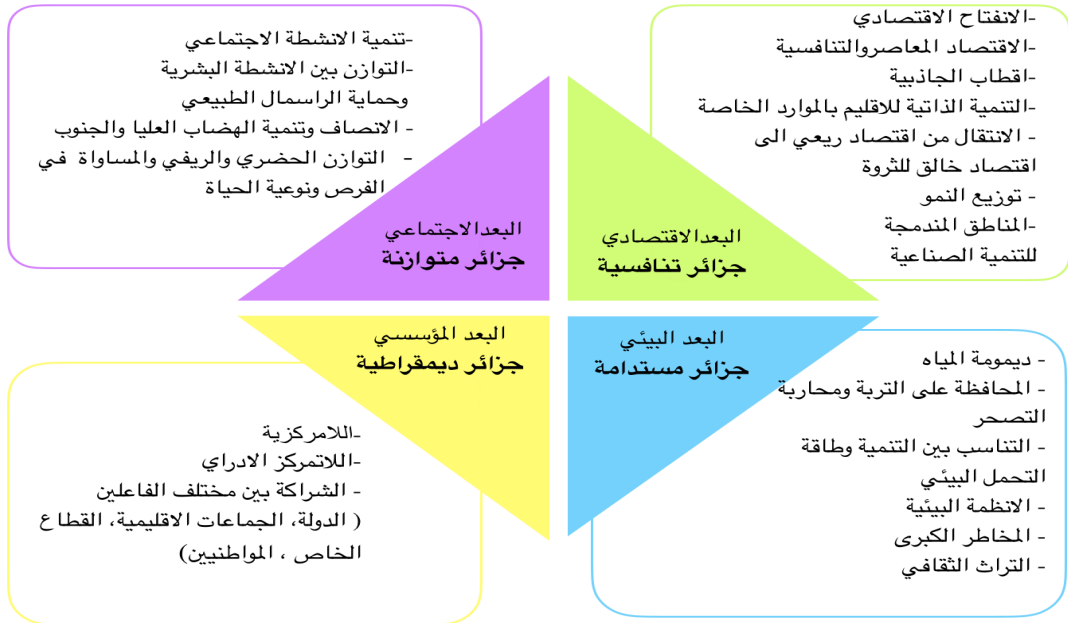 -الانفتاح الاقتصادي
-الاقتصاد المعاصروالتنافسية
-اقطاب الجاذبية
-التنمية الذاتية للاقليم بالموارد الخاصة
- الانتقال من اقتصاد ريعي الى
اقتصاد خالق للثروة
- توزيع النمو
-المناطق المندمجة
للتنمية الصناعية
البعدالاقتصادي
جزائر تنافسية
-تنمية الانشطة الاجتماعي
-التوازن بين الانشطة البشرية
وحماية الراسمال الطبيعي
- الانصاف وتنمية الهضاب العليا والجنوب
- التوازن الحضري والريفي والمساواة في
الفرص ونوعية الحياة
البعدالاجتماعي
جزائر متوازنة
البعد البيئي
جزائر مستدامة
- ديمومة المياه
- المحافظة على التربة ومحاربة
التصحر
- التناسب بين التنمية وطاقة
التحمل البيئي
- الانظمة البيئية
- المخاطر الكبرى
- التراث الثقافي
البعد المؤسسي
جزائر ديمقراطية
-اللامركزية
-اللاتمركز الادراي
- الشراكة بين مختلف الفاعلين
( الدولة، الجماعات الاقليمية، القطاع
الخاص ، المواطنيين)